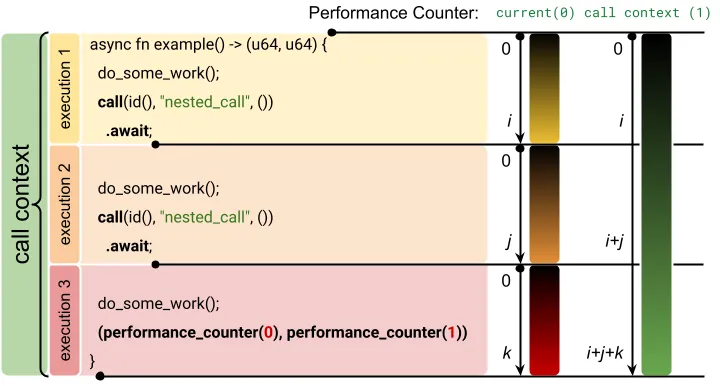 Performance Counter: current(0) call context (1)
call context
execution 1
async fn example() -> (u64, u64) {
do_some_work();
call(id(), "nested_call", ())
.await;
0
i
0
i
execution 2
do_some_work();
call(id(), "nested_call", ())
.await;
0
j
i+j
execution 3
do_some_work();
(performance_counter(0), performance_counter(1))
}
0
k
i+j+k